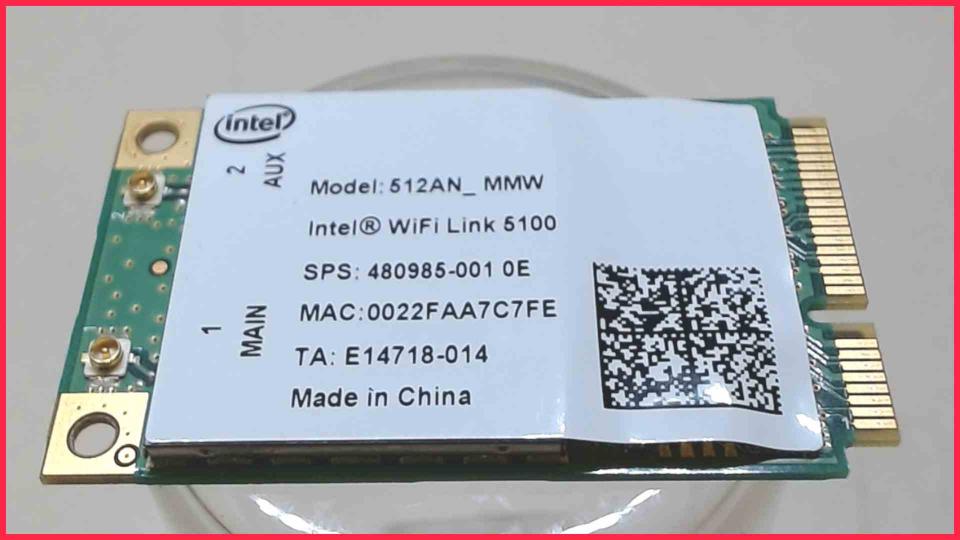 intel®
2
AUX
Model: 512AN_ MMW
Intel® WiFi Link 5100
SPS: 480985-001 0E
MAC:0022FAA7C7FE
1
MAIN
TA: E14718-014
Made in China
2